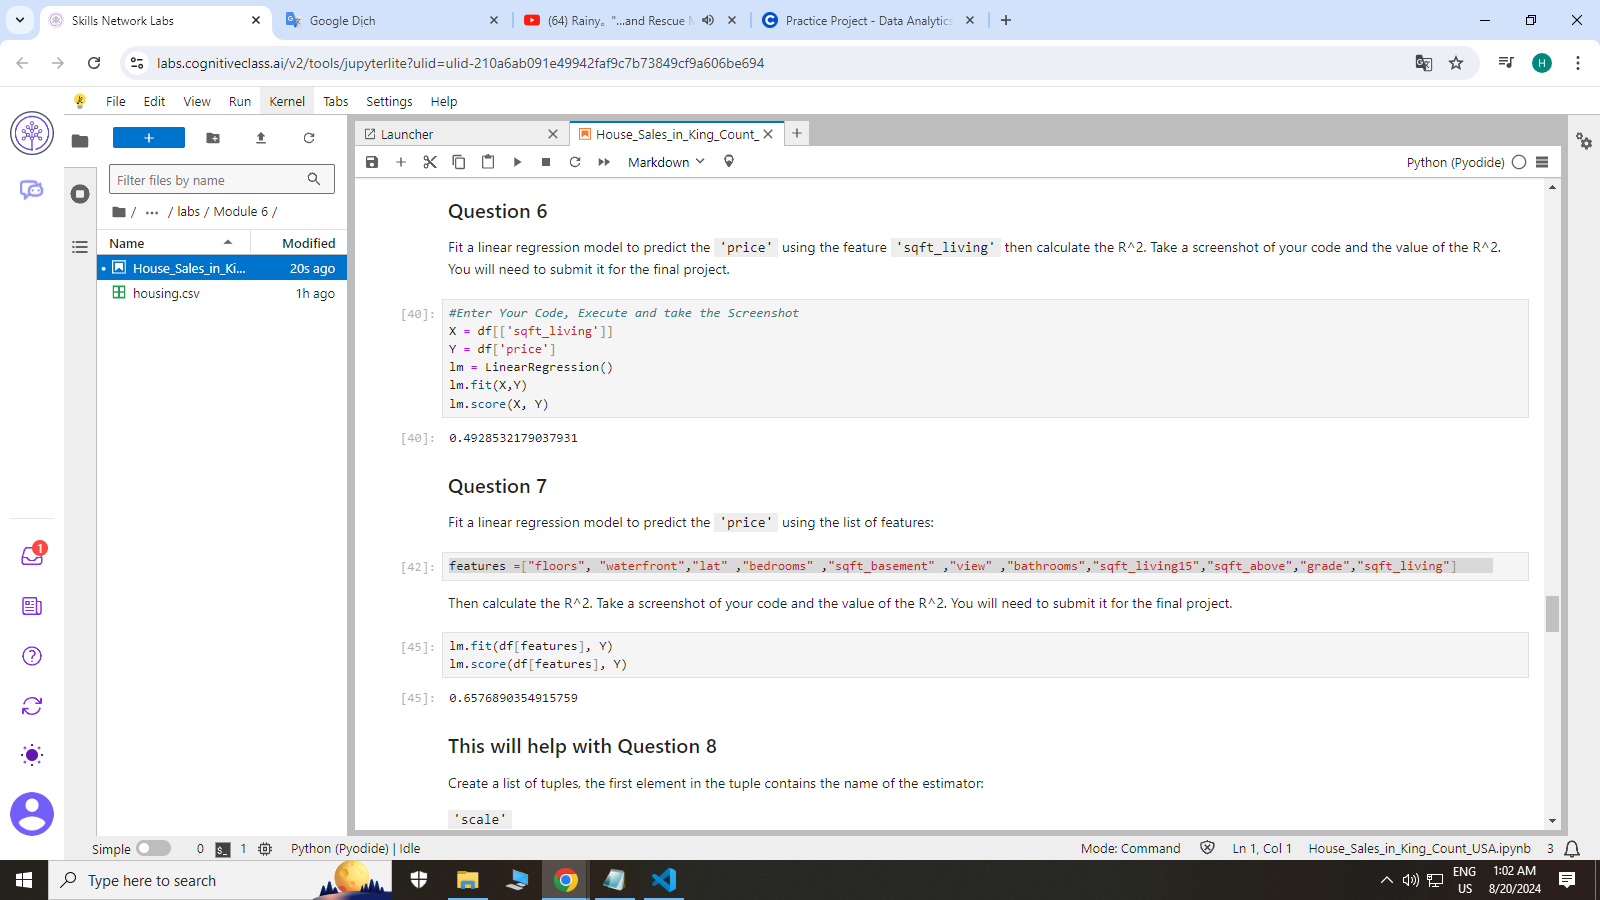 Skills Network Labs
Google Dịch
(64) Rainy。"...and Rescue
Practice Project - Data Analytics
labs.cognitiveclass.ai/v2/tools/jupyterlite?ulid=ulid-210a6ab091e49942faf9c7b73849cf9a606be694
H
File Edit View Run Kernel Tabs Settings Help
Launcher
House_Sales_in_King_Count_
Filter files by name
Markdown
Python (Pyodide)
/ ... / labs / Module 6 /
Name Modified
House_Sales_in_Ki... 20s ago
housing.csv 1h ago
Question 6
Fit a linear regression model to predict the 'price' using the feature 'sqft_living' then calculate the R^2. Take a screenshot of your code and the value of the R^2.
You will need to submit it for the final project.
[40]: #Enter Your Code, Execute and take the Screenshot
X = df[['sqft_living']]
Y = df['price']
lm = LinearRegression()
lm.fit(X,Y)
lm.score(X, Y)
[40]: 0.4928532179037931
Question 7
Fit a linear regression model to predict the 'price' using the list of features:
[42]: features =["floors", "waterfront","lat" ,"bedrooms" ,"sqft_basement" ,"view" ,"bathrooms","sqft_living15","sqft_above","grade","sqft_living"]
Then calculate the R^2. Take a screenshot of your code and the value of the R^2. You will need to submit it for the final project.
[45]: lm.fit(df[features], Y)
lm.score(df[features], Y)
[45]: 0.6576890354915759
This will help with Question 8
Create a list of tuples, the first element in the tuple contains the name of the estimator:
'scale'
1
Simple 0 1 Python (Pyodide) | Idle
Mode: Command Ln 1, Col 1 House_Sales_in_King_Count_USA.ipynb 3
Type here to search
ENG
US
1:02 AM
8/20/2024